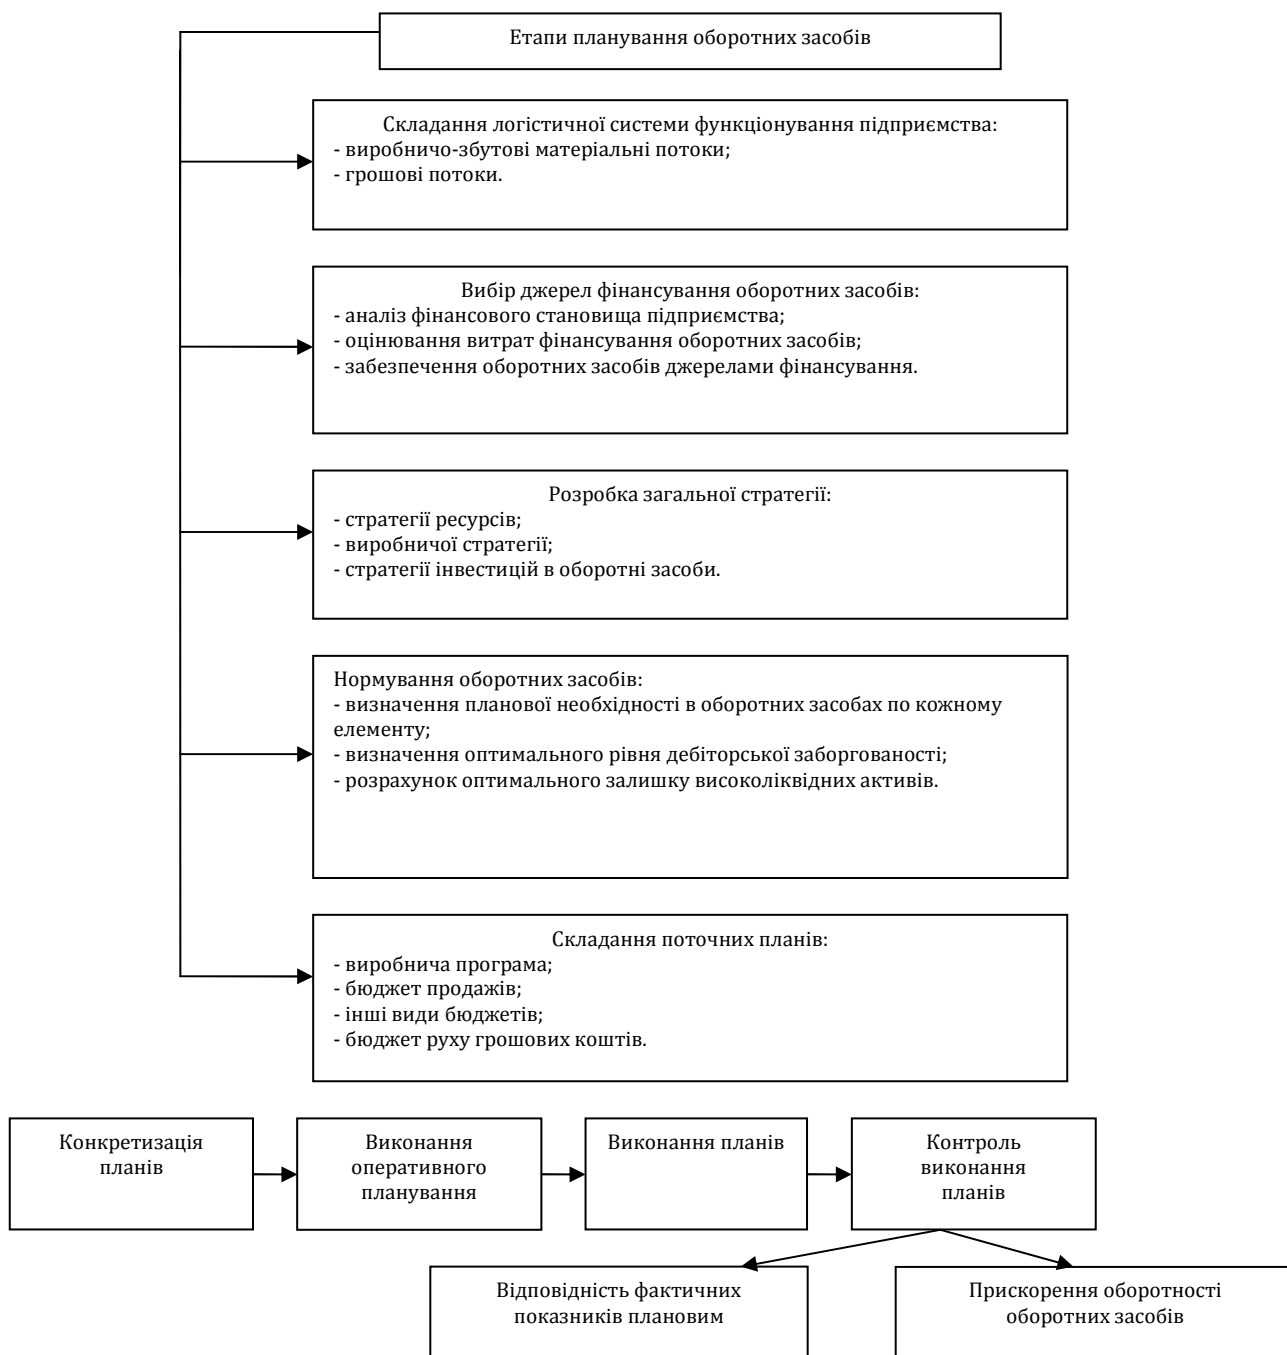 Етапи планування оборотних засобів
Складання логістичної системи функціонування підприємства:
- виробничо-збутові матеріальні потоки;
- грошові потоки.
Вибір джерел фінансування оборотних засобів:
- аналіз фінансового становища підприємства;
- оцінювання витрат фінансування оборотних засобів;
- забезпечення оборотних засобів джерелами фінансування.
Розробка загальної стратегії:
- стратегії ресурсів;
- виробничої стратегії;
- стратегії інвестицій в оборотні засоби.
Нормування оборотних засобів:
- визначення планової необхідності в оборотних засобах по кожному
елементу;
- визначення оптимального рівня дебіторської заборгованості;
- розрахунок оптимального залишку високоліквідних активів.
Складання поточних планів:
- виробнича програма;
- бюджет продажів;
- інші види бюджетів;
- бюджет руху грошових коштів.
Конкретизація
планів
Виконання
оперативного
планування
Виконання планів
Контроль
виконання
планів
Відповідність фактичних
показників плановим
Прискорення оборотності
оборотних засобів